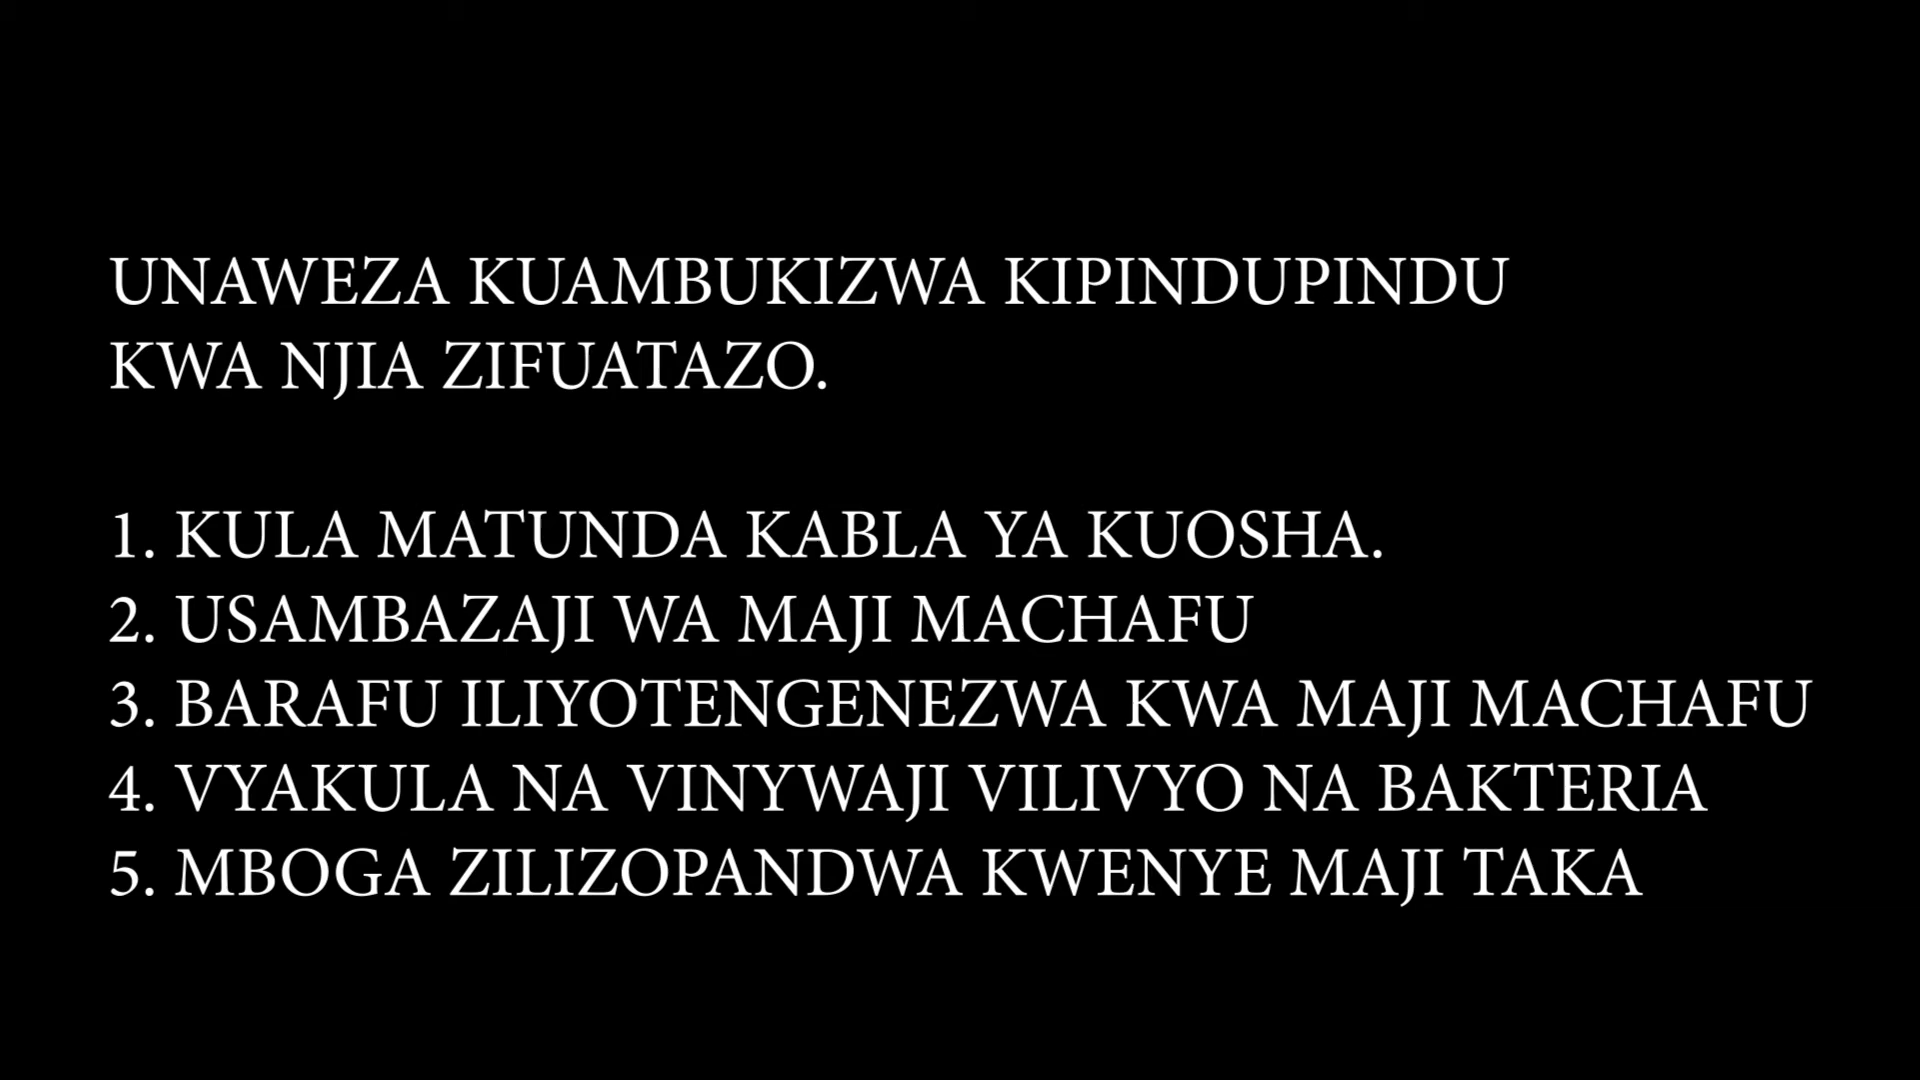 UNAWEZA KUAMBUKIZWA KIPINDUPINDU
KWA NJIA ZIFUATAZO.
1. KULA MATUNDA KABLA YA KUOSHA.
2. USAMBAZAJI WA MAJI MACHAFU
3. BARAFU ILIYOTENGENEZWA KWA MAJI MACHAFU
4. VYAKULA NA VINYWAJI VILIVYO NA BAKTERIA
5. MBOGA ZILIZOPANDWA KWENYE MAJI TAKA